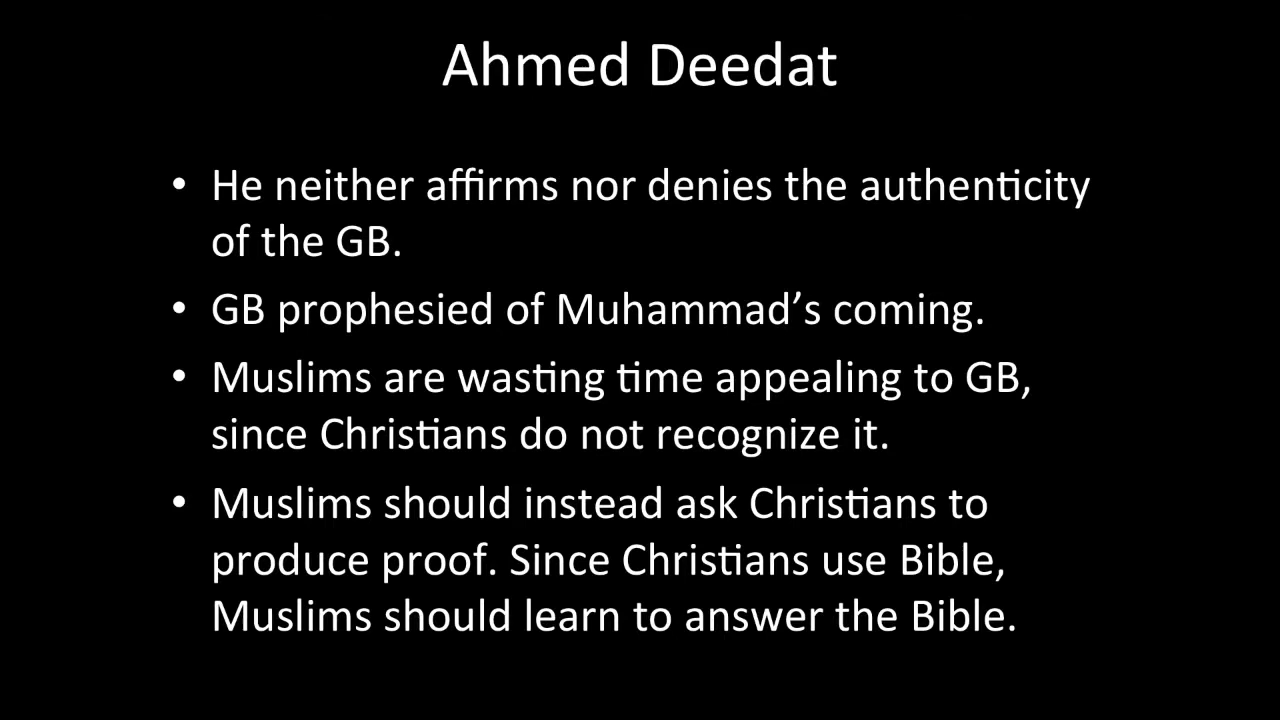 Ahmed Deedat
• He neither affirms nor denies the authenticity
of the GB.
• GB prophesied of Muhammad’s coming.
• Muslims are wasting time appealing to GB,
since Christians do not recognize it.
• Muslims should instead ask Christians to
produce proof. Since Christians use Bible,
Muslims should learn to answer the Bible.